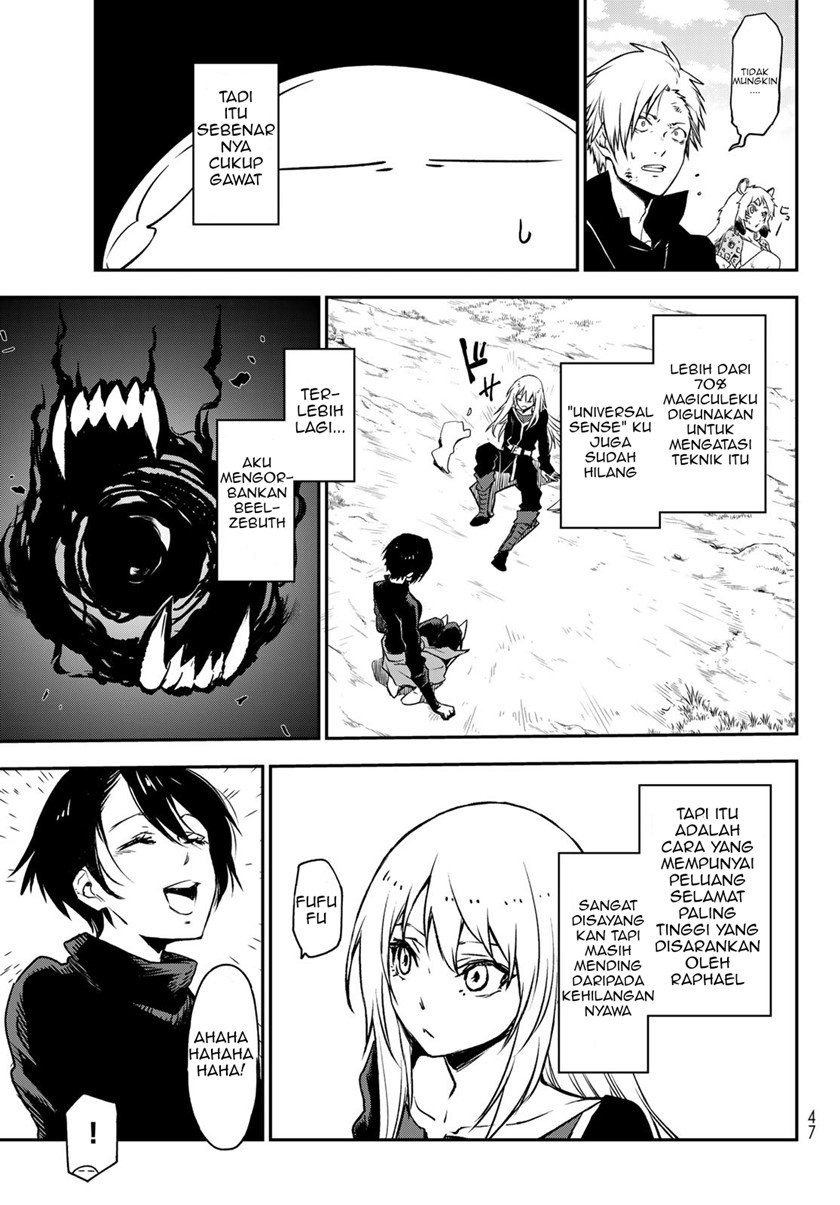 TIDAK
MUNGKIN
....
TADI
ITU
SEBENAR
NYA
CUKUP
GAWAT
LEBIH DARI
70%
MAGICULEKU
DIGUNAKAN
UNTUK
MENGATASI
TEKNIK ITU
"UNIVERSAL
SENSE" KU
JUGA
SUDAH
HILANG
ドサッ
TER-
LEBIH
LAGI...
AKU
MENGOR-
BANKAN
BEEL-
ZEBUTH
TAPI ITU
ADALAH
CARA YANG
MEMPUNYAI
PELUANG
SELAMAT
PALING
TINGGI YANG
DISARANKAN
OLEH
RAPHAEL
SANGAT
DISAYANG
KAN TAPI
MASIH
MENDING
DARIPADA
KEHILANGAN
NYAWA
FUFU
FU
AHAHA
HAHAHA
HAHA!
!
47